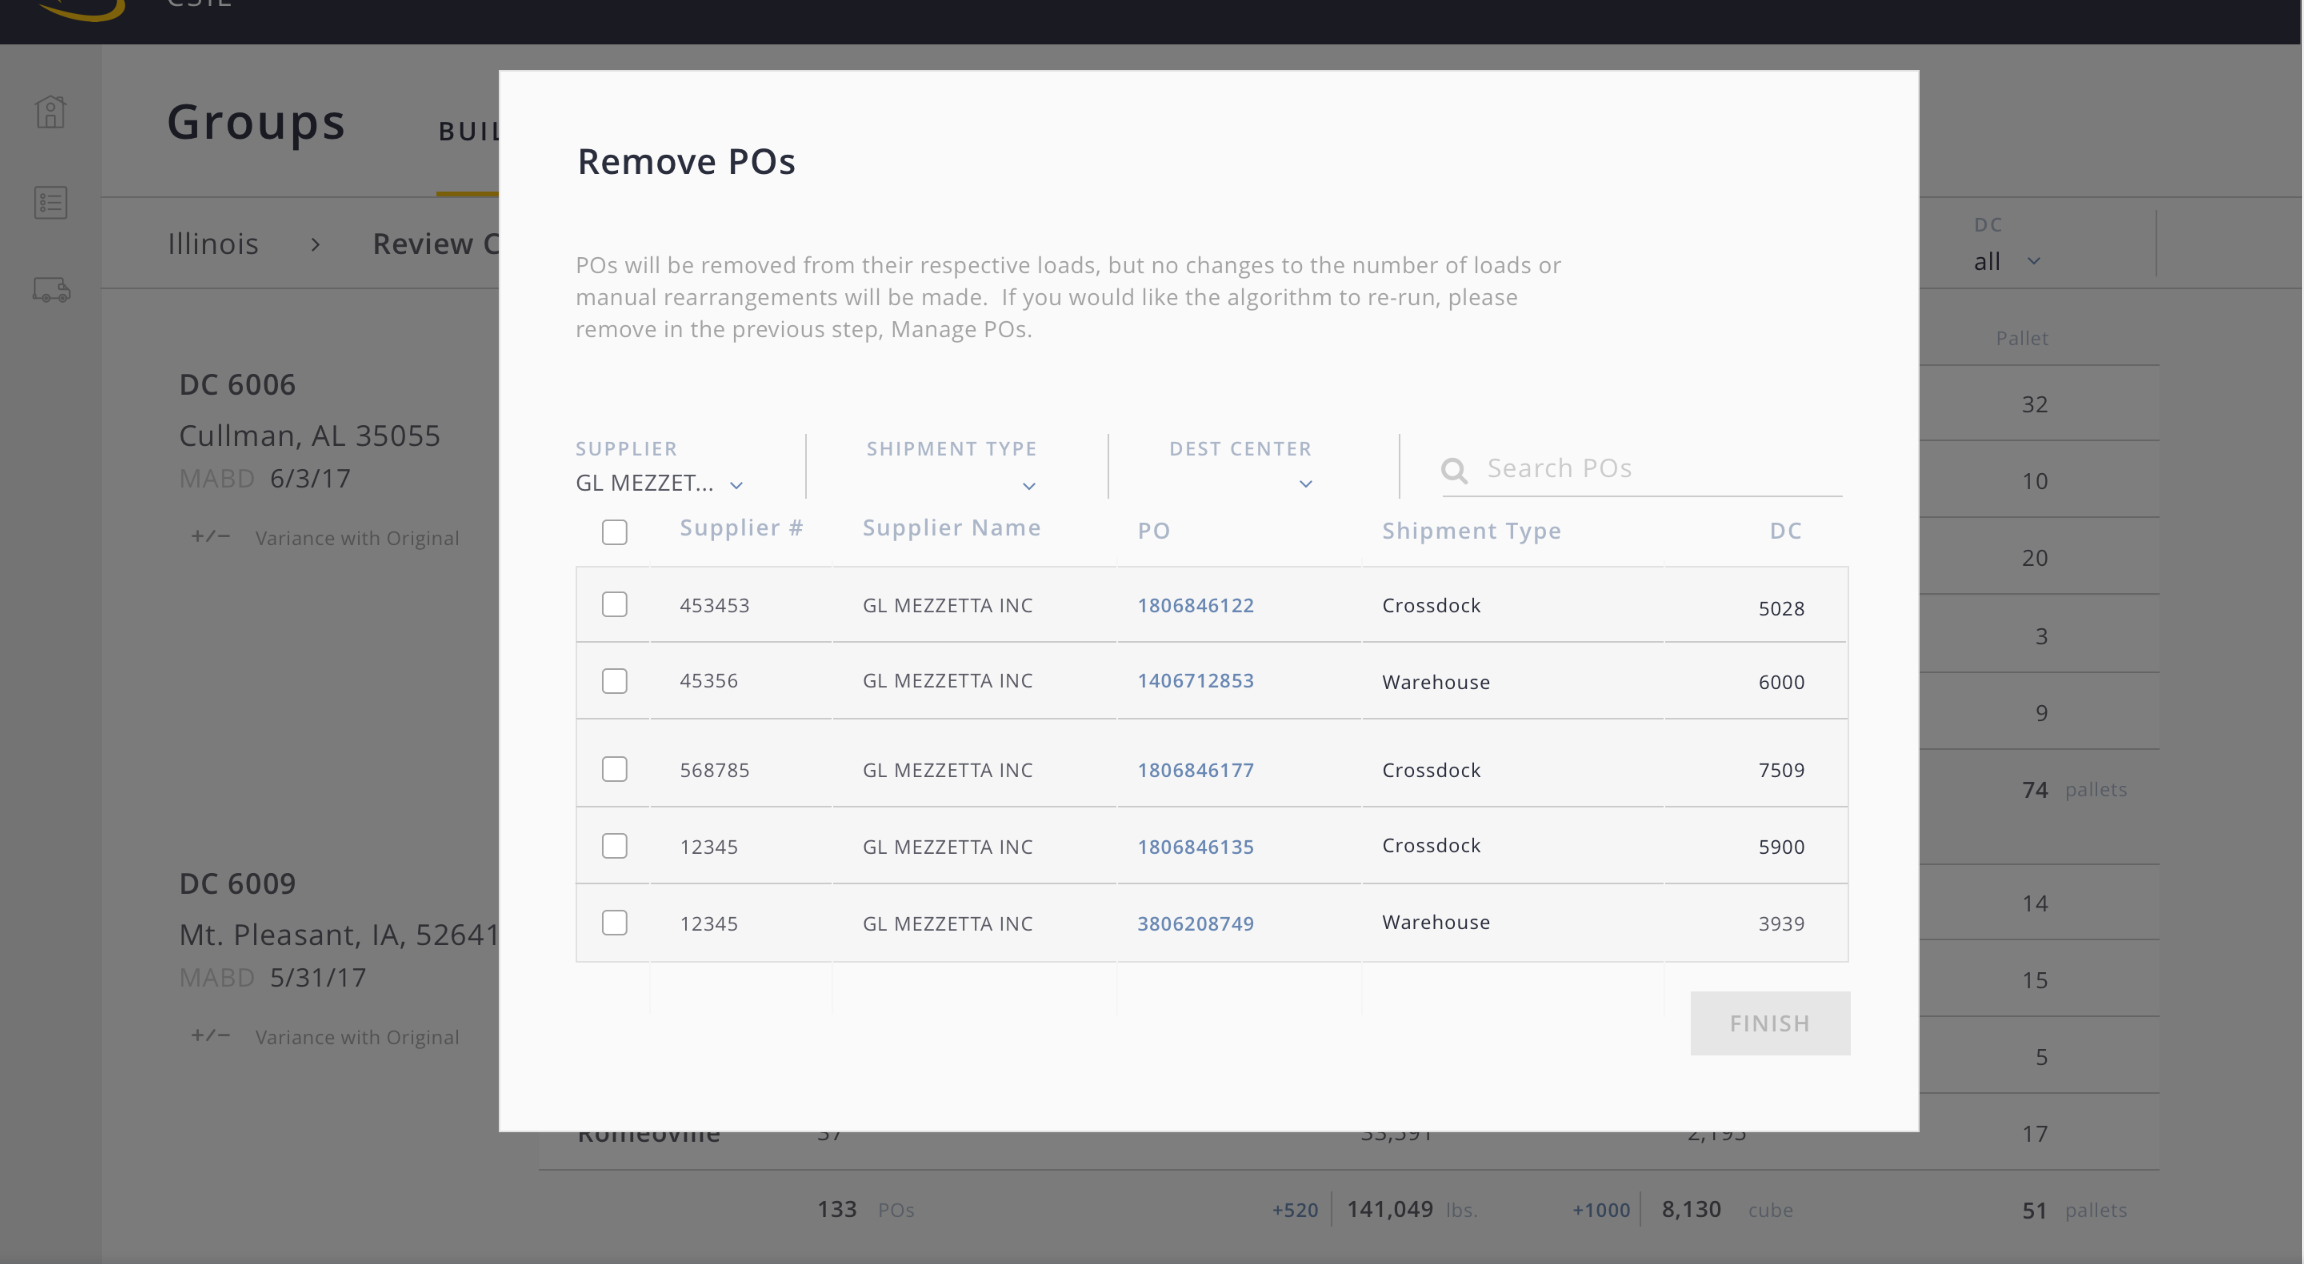 Groups
BUIL
Illinois > Review C
DC
all
Pallet
DC 6006
Cullman, AL 35055
MABD 6/3/17
+/− Variance with Original
32
10
20
3
9
74 pallets
DC 6009
Mt. Pleasant, IA, 52641
MABD 5/31/17
+/− Variance with Original
14
15
5
Romeoville 37 33,391 2,195 17
133 POs +520 141,049 lbs. +1000 8,130 cube 51 pallets
Remove POs
POs will be removed from their respective loads, but no changes to the number of loads or
manual rearrangements will be made.  If you would like the algorithm to re-run, please
remove in the previous step, Manage POs.
SUPPLIER SHIPMENT TYPE DEST CENTER
GL MEZZET... Search POs
Supplier # Supplier Name PO Shipment Type DC
453453 GL MEZZETTA INC 1806846122 Crossdock 5028
45356 GL MEZZETTA INC 1406712853 Warehouse 6000
568785 GL MEZZETTA INC 1806846177 Crossdock 7509
12345 GL MEZZETTA INC 1806846135 Crossdock 5900
12345 GL MEZZETTA INC 3806208749 Warehouse 3939
FINISH